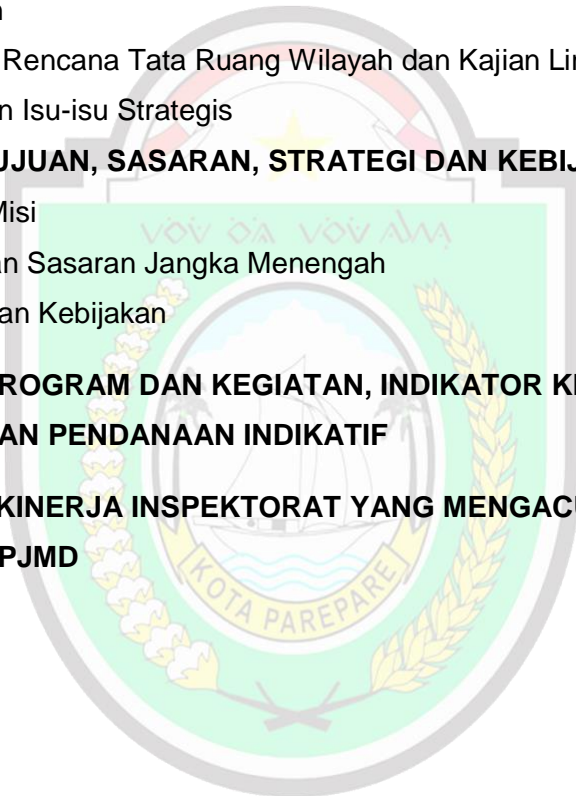 n
Rencana Tata Ruang Wilayah dan Kajian Lin
n Isu-isu Strategis
UJUAN, SASARAN, STRATEGI DAN KEBIJ
Misi
an Sasaran Jangka Menengah
an Kebijakan
ROGRAM DAN KEGIATAN, INDIKATOR K
AN PENDANAAN INDIKATIF
KINERJA INSPEKTORAT YANG MENGACU
PJMD
KOTA PAREPARE